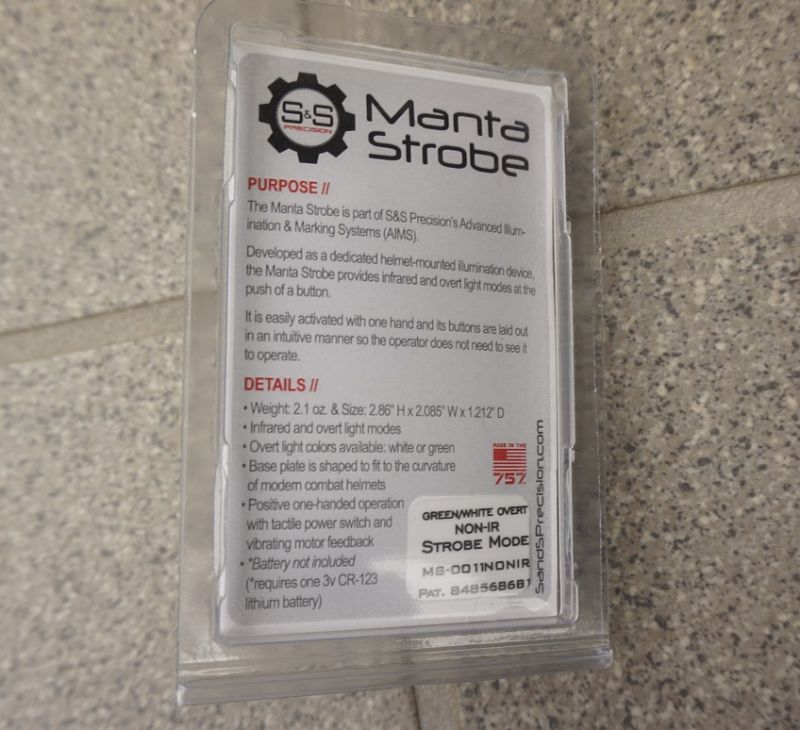 S&S
PRECISION
Manta
Strobe
PURPOSE //
The Manta Strobe is part of S&S Precision's Advanced Illum-
ination & Marking Systems (AIMS).
Developed as a dedicated helmet-mounted illumination device,
the Manta Strobe provides infrared and overt light modes at the
push of a button.
It is easily activated with one hand and its buttons are laid out
in an intuitive manner so the operator does not need to see it
to operate.
DETAILS //
• Weight: 2.1 oz. & Size: 2.86" H x 2.085" W x 1.212" D
• Infrared and overt light modes
• Overt light colors available: white or green
• Base plate is shaped to fit to the curvature
of modern combat helmets
• Positive one-handed operation
with tactile power switch and
vibrating motor feedback
• *Battery not included
(*requires one 3v CR-123
lithium battery)
MADE IN THE
757
GREEN/WHITE OVERT
NON-IR
STROBE MODE
MS-0011NONIR
PAT. 848568681
SandSPrecision.com